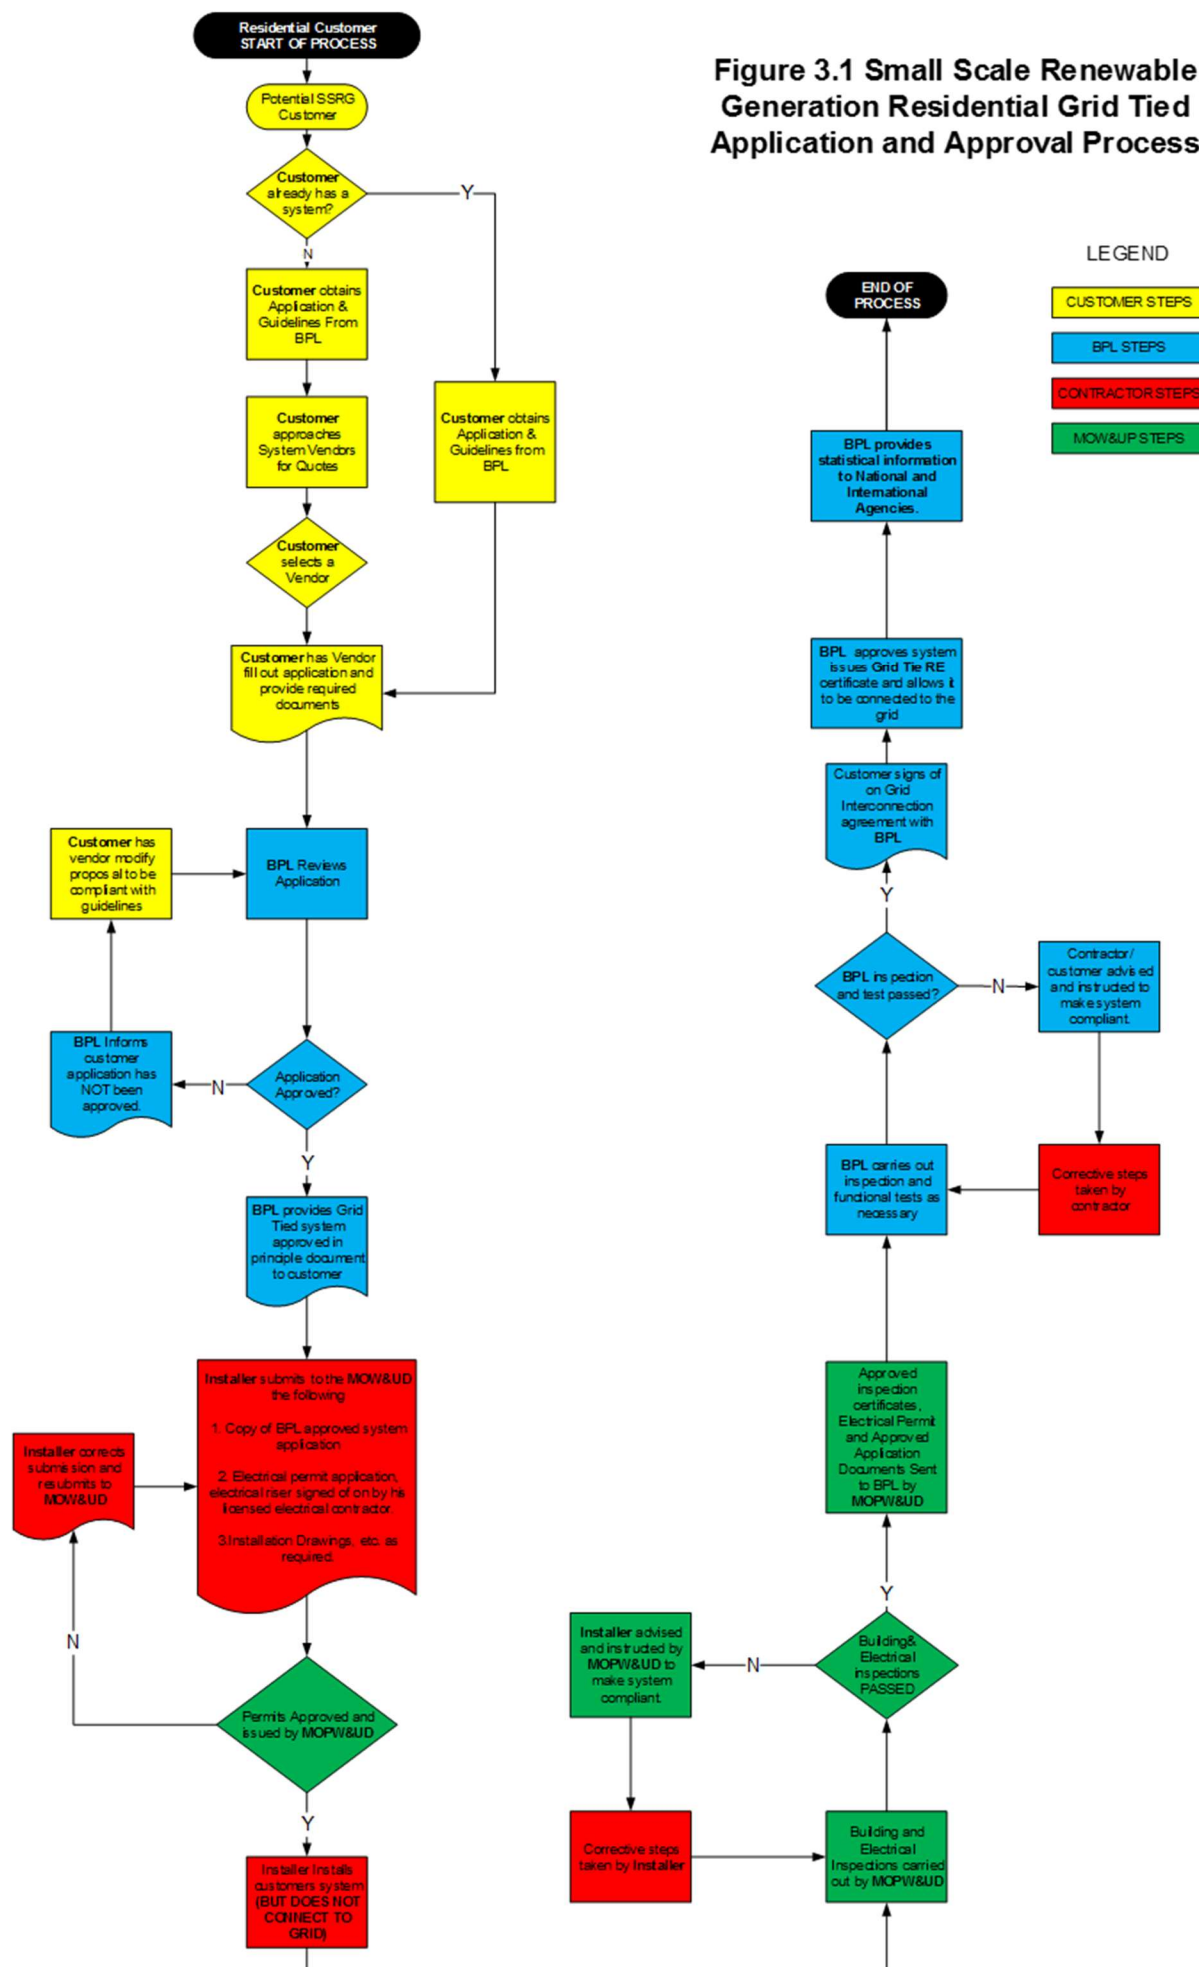 Residential Customer
START OF PROCESS
Figure 3.1 Small Scale Renewable
Generation Residential Grid Tied
Application and Approval Process
Potential SSRG
Customer
Customer
already has a
system?
Y
N
Customer obtains
Application &
Guidelines From
BPL
Customer
approaches
System Vendors
for Quotes
Customer obtains
Application &
Guidelines from
BPL
Customer
selects a
Vendor
Customer has Vendor
fill out application and
provide required
documents
Customer has
vendor modify
proposal to be
compliant with
guidelines
BPL Reviews
Application
BPL Informs
customer
application has
NOT been
approved.
N
Application
Approved?
Y
BPL provides Grid
Tied system
approved in
principle document
to customer
Installer submits to the MOW&UD
the following
1. Copy of BPL approved system
application
2. Electrical permit application,
electrical riser signed of on by his
licensed electrical contractor.
3.Installation Drawings, etc. as
required.
Installer corrects
submission and
resubmits to
MOW&UD
N
Permits Approved and
issued by MOPW&UD
Y
Installer Installs
customers system
(BUT DOES NOT
CONNECT TO
GRID)
LEGEND
CUSTOMER STEPS
BPL STEPS
CONTRACTOR STEPS
MOW&UP STEPS
END OF
PROCESS
BPL provides
statistical information
to National and
International
Agencies.
BPL approves system
issues Grid Tie RE
certificate and allows it
to be connected to the
grid
Customer signs of
on Grid
Interconnection
agreement with
BPL
Y
BPL inspection
and test passed?
N
Contractor/
customer advised
and instructed to
make system
compliant.
BPL carries out
inspection and
functional tests as
necessary
Corrective steps
taken by
contractor
Approved
inspection
certificates,
Electrical Permit
and Approved
Application
Documents Sent
to BPL by
MOPW&UD
Y
Installer advised
and instructed by
MOPW&UD to
make system
compliant.
N
Building&
Electrical
inspections
PASSED
Corrective steps
taken by Installer
Building and
Electrical
Inspections carried
out by MOPW&UD